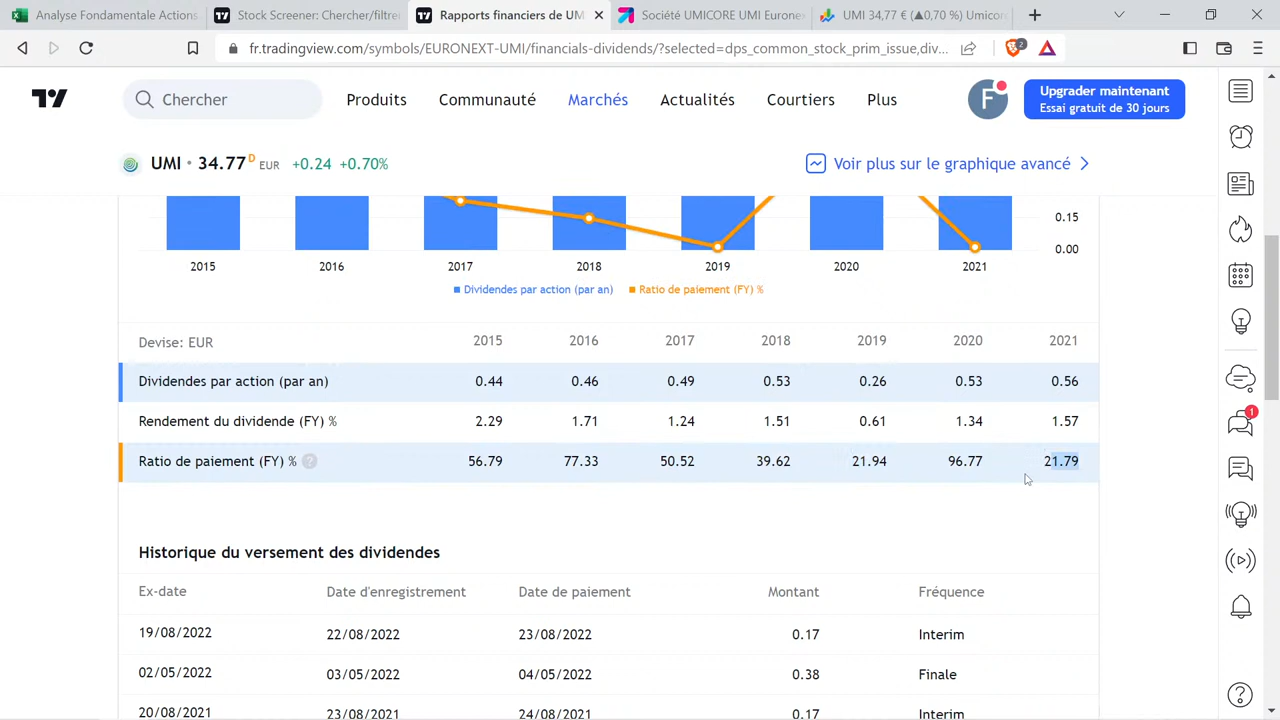 Analyse Fondamentale Actions
Stock Screener: Chercher/filtrer
Rapports financiers de UM
Société UMICORE UMI Eurone
UMI 34,77 € (▲0,70 %) Umico
fr.tradingview.com/symbols/EURONEXT-UMI/financials-dividends/?selected=dps_common_stock_prim_issue,div...
2
Chercher
Produits
Communauté
Marchés
Actualités
Courtiers
Plus
F
Upgrader maintenant
Essai gratuit de 30 jours
UMI • 34.77 D EUR +0.24 +0.70%
Voir plus sur le graphique avancé
0.15
0.00
2015 2016 2017 2018 2019 2020 2021
Dividendes par action (par an) Ratio de paiement (FY) %
Devise: EUR 2015 2016 2017 2018 2019 2020 2021
Dividendes par action (par an) 0.44 0.46 0.49 0.53 0.26 0.53 0.56
Rendement du dividende (FY) % 2.29 1.71 1.24 1.51 0.61 1.34 1.57
Ratio de paiement (FY) % ? 56.79 77.33 50.52 39.62 21.94 96.77 21.79
Historique du versement des dividendes
Ex-date Date d'enregistrement Date de paiement Montant Fréquence
19/08/2022 22/08/2022 23/08/2022 0.17 Interim
02/05/2022 03/05/2022 04/05/2022 0.38 Finale
20/08/2021 23/08/2021 24/08/2021 0.17 Interim
1